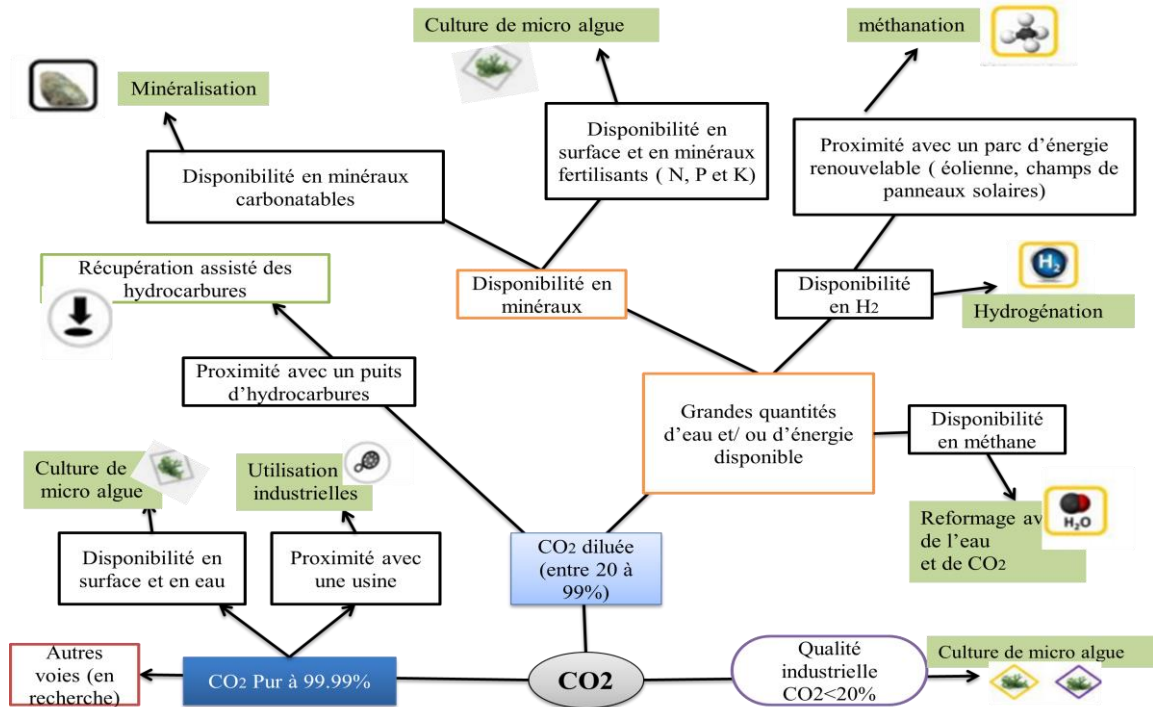 Culture de micro algue
méthanation
Minéralisation
Disponibilité en
surface et en minéraux
fertilisants ( N, P et K)
Proximité avec un parc d’énergie
renouvelable ( éolienne, champs de
panneaux solaires)
Disponibilité en minéraux
carbonatables
Récupération assisté des
hydrocarbures
Disponibilité en
minéraux
Disponibilité
en H2
H2
Hydrogénation
Proximité avec un puits
d’hydrocarbures
Grandes quantités
d’eau et/ ou d’énergie
disponible
Disponibilité
en méthane
Culture de
micro algue
Utilisation
industrielles
Reformage av
de l’eau
et de CO2
H2O
Disponibilité en
surface et en eau
Proximité avec
une usine
CO2 diluée
(entre 20 à
99%)
Autres
voies (en
recherche)
CO2 Pur à 99.99%
CO2
Qualité
industrielle
CO2<20%
Culture de micro algue